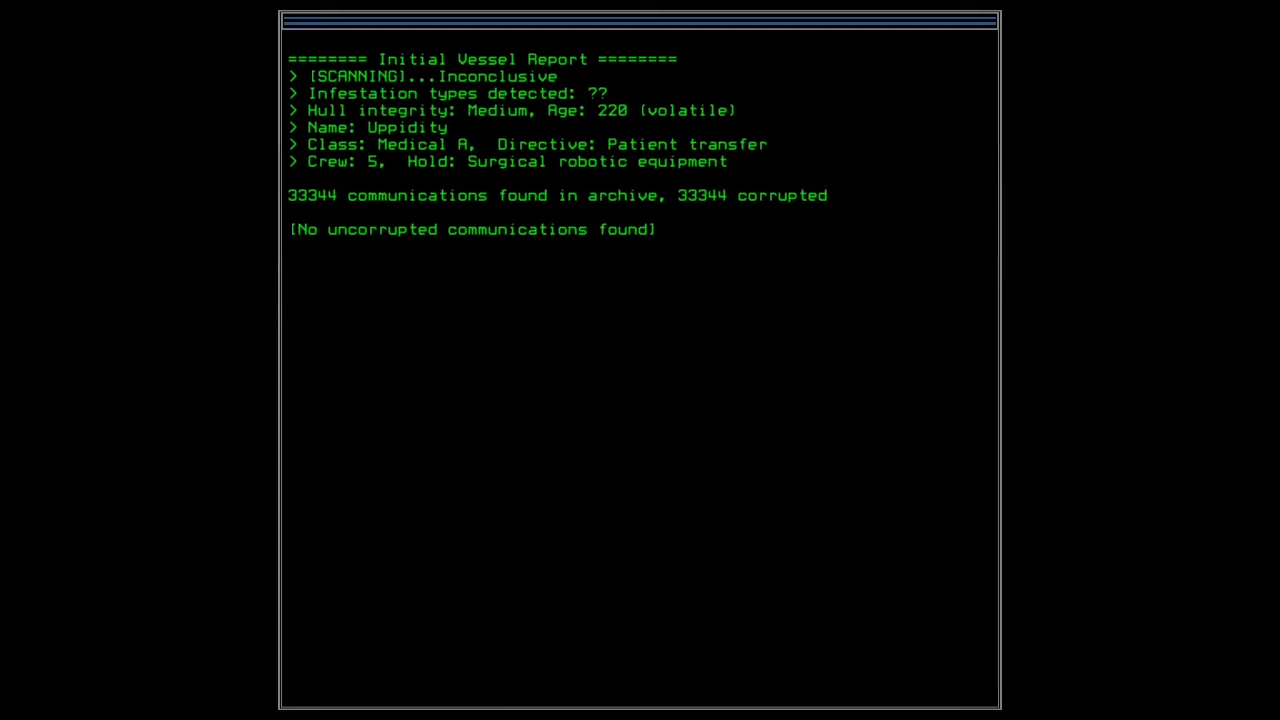 ======== Initial Vessel Report ========
> [SCANNING]...Inconclusive
> Infestation types detected: ??
> Hull integrity: Medium, Age: 220 (volatile)
> Name: Uppidity
> Class: Medical A,  Directive: Patient transfer
> Crew: 5,  Hold: Surgical robotic equipment
33344 communications found in archive, 33344 corrupted
[No uncorrupted communications found]